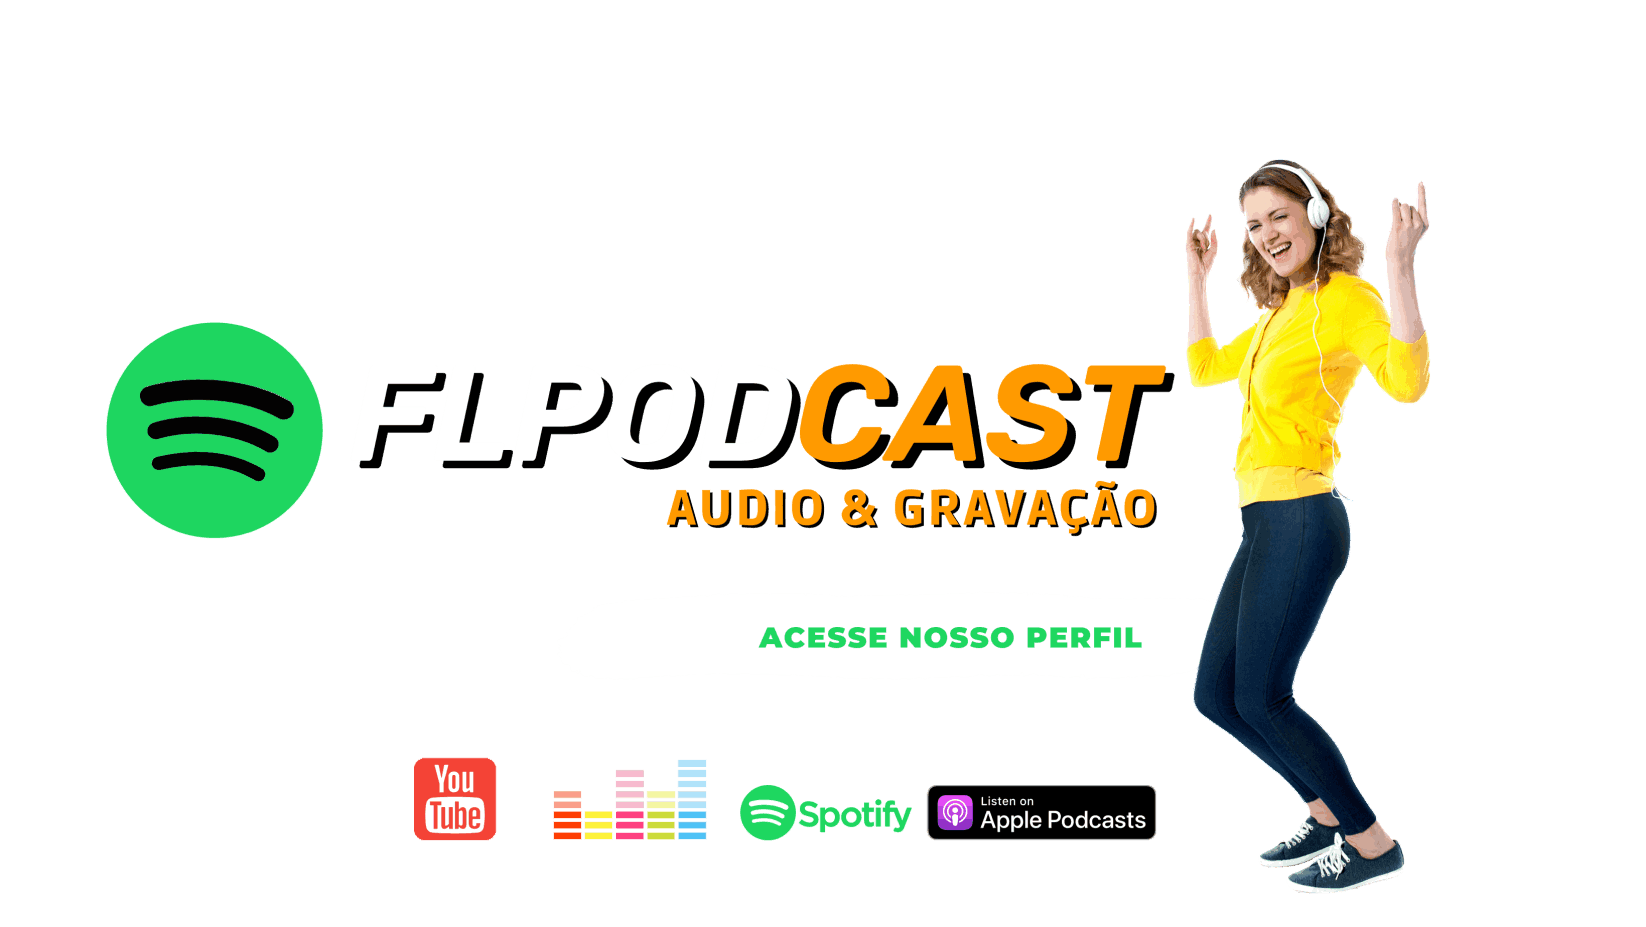 FLPODCAST
AUDIO & GRAVAÇÃO
ACESSE NOSSO PERFIL
You
Tube
Spotify
Listen on
Apple Podcasts